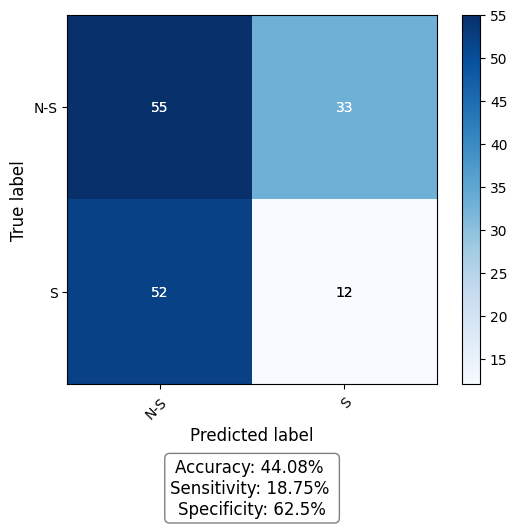 55
N-S
55
33
50
45
40
True label
35
30
25
S
52
12
20
15
N-S
S
Predicted label
Accuracy: 44.08%
Sensitivity: 18.75%
Specificity: 62.5%